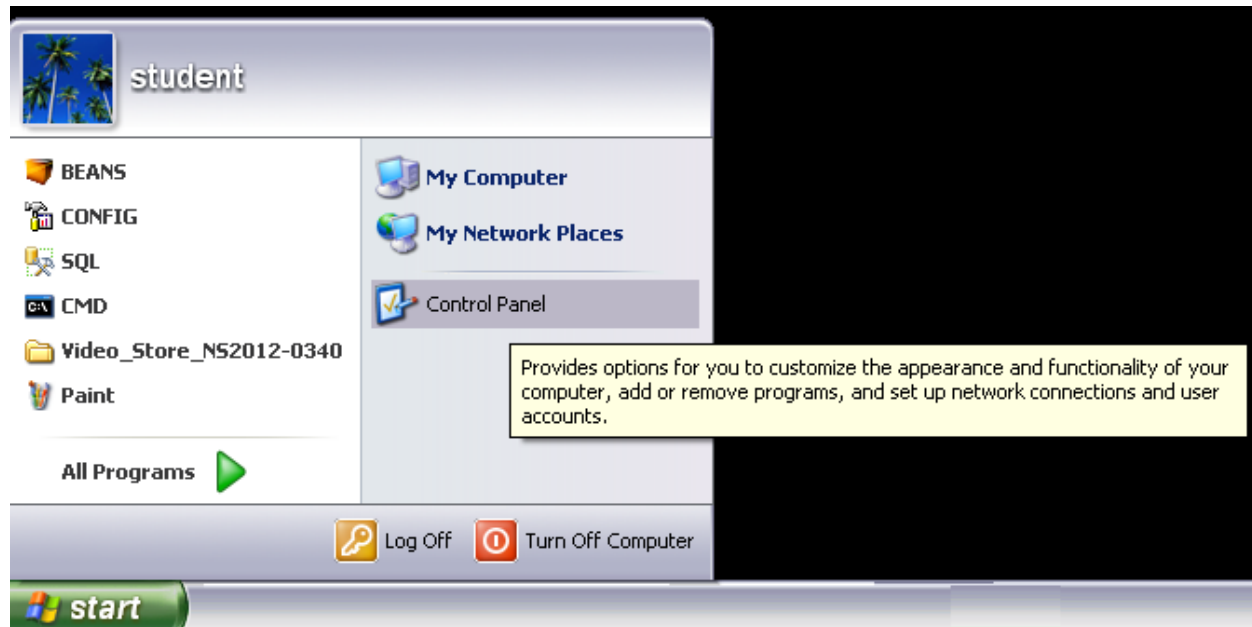 student
BEANS
CONFIG
SQL
CMD
Video_Store_NS2012-0340
Paint
All Programs
My Computer
My Network Places
Control Panel
Provides options for you to customize the appearance and functionality of your
computer, add or remove programs, and set up network connections and user
accounts.
Log Off
Turn Off Computer
start